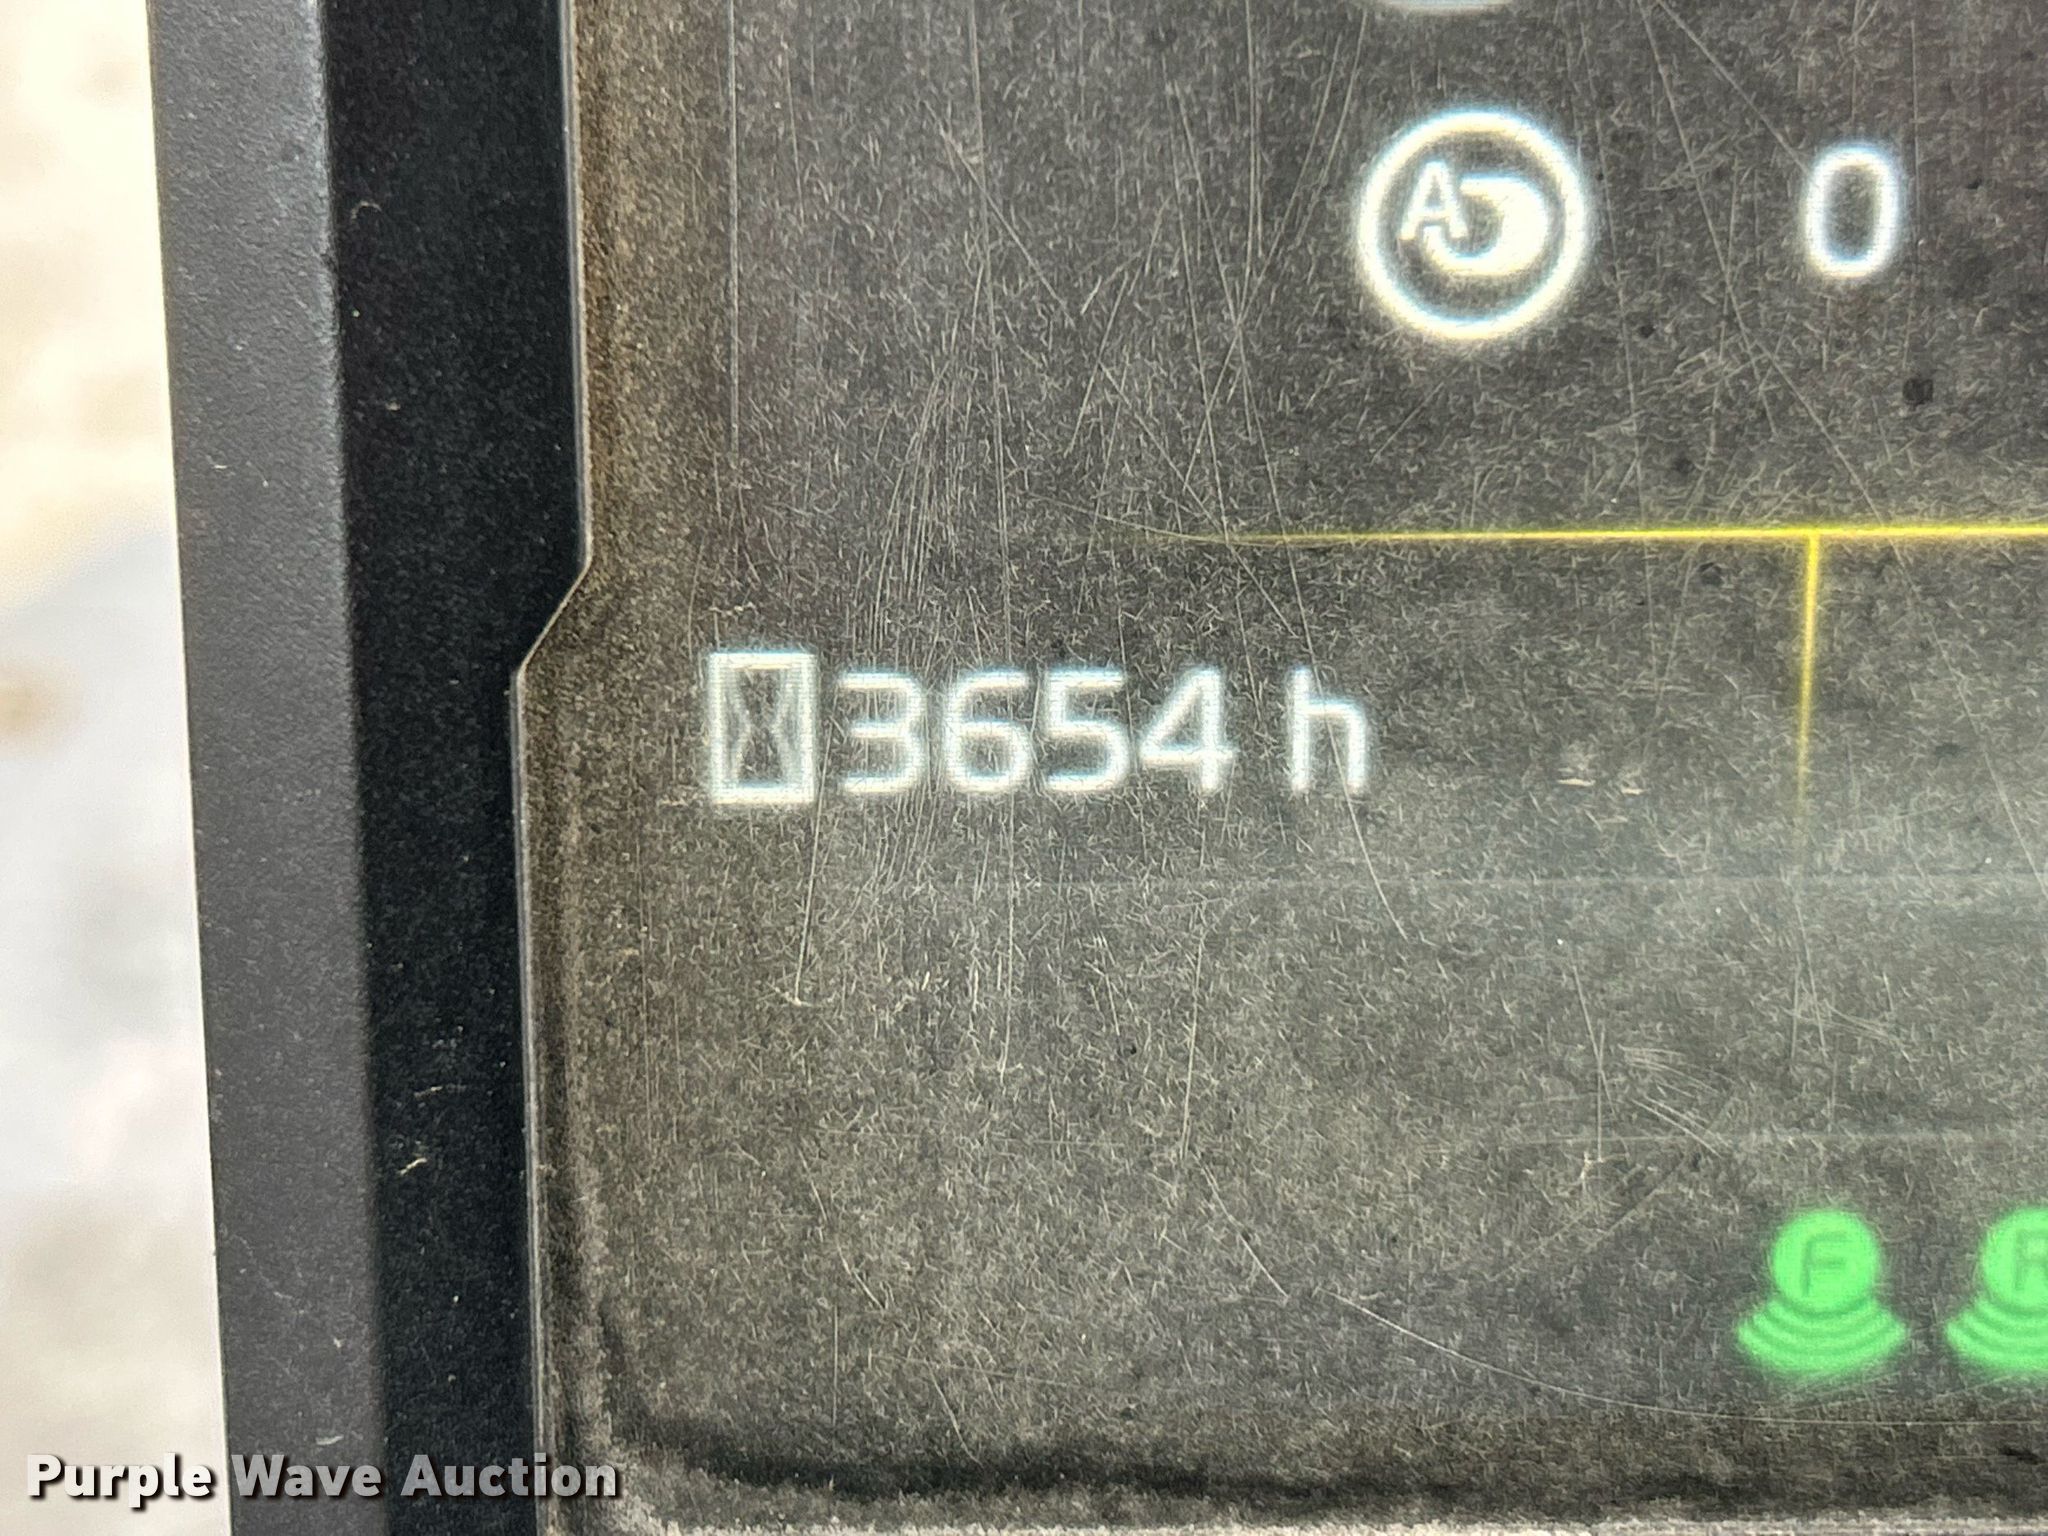 A 0
3654 h
F R
Purple Wave Auction